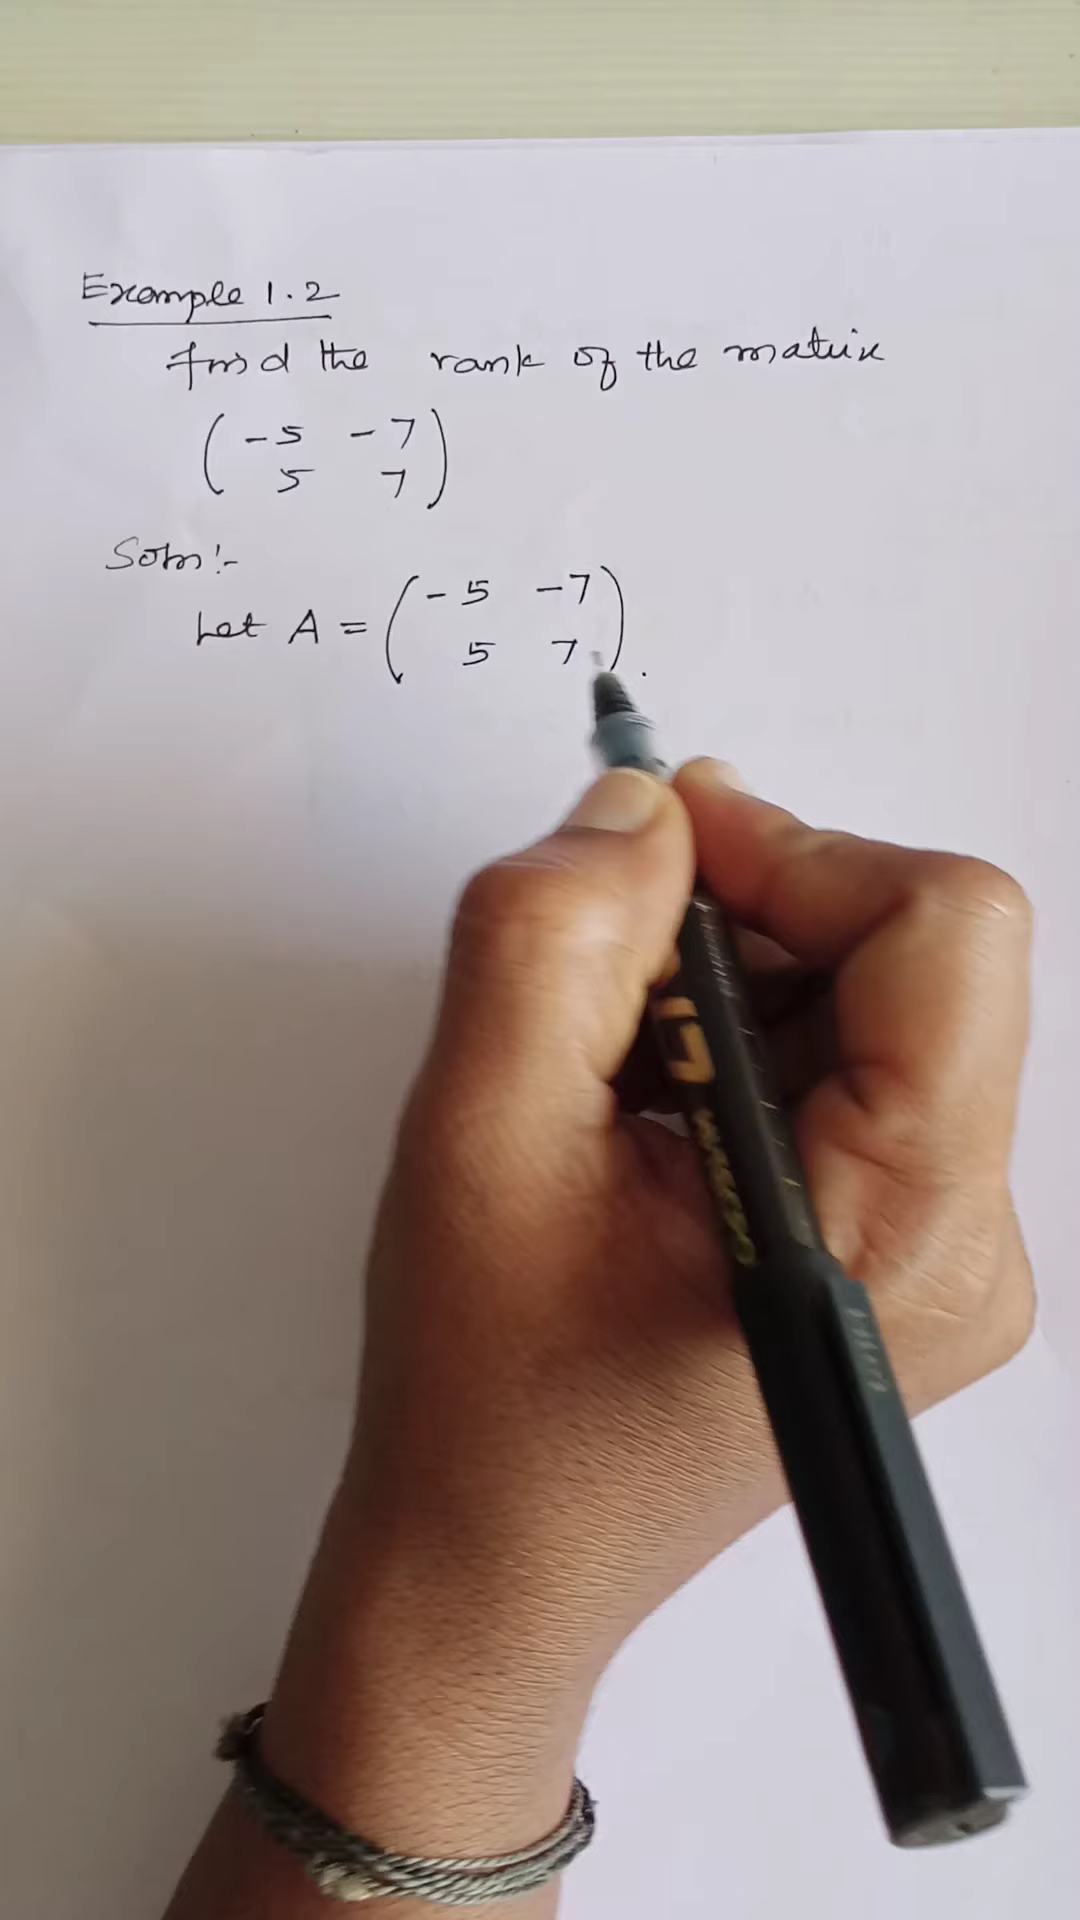 Example 1.2
find the rank of the matrix
( -5 -7 )
( 5 7 )
Soln:-
Let A = ( -5 -7 )
( 5 7 ).